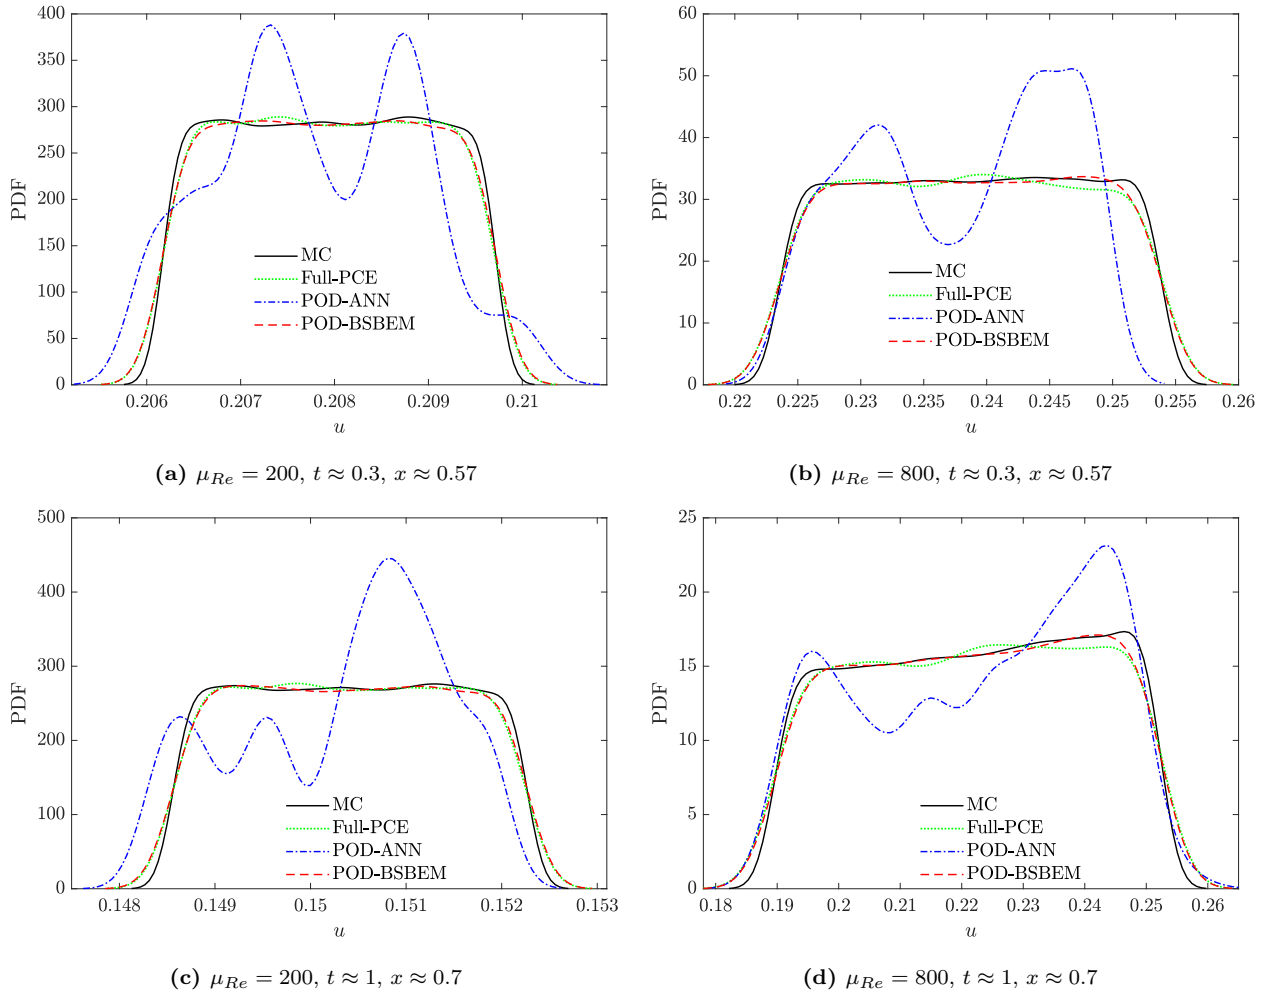 400
350
300
250
200
150
100
50
0
PDF
MC
Full-PCE
POD-ANN
POD-BSBEM
0.206 0.207 0.208 0.209 0.21
u
(a) μRe = 200, t ≈ 0.3, x ≈ 0.57
60
50
40
30
20
10
0
PDF
MC
Full-PCE
POD-ANN
POD-BSBEM
0.22 0.225 0.23 0.235 0.24 0.245 0.25 0.255 0.26
u
(b) μRe = 800, t ≈ 0.3, x ≈ 0.57
500
400
300
200
100
0
PDF
MC
Full-PCE
POD-ANN
POD-BSBEM
0.148 0.149 0.15 0.151 0.152 0.153
u
(c) μRe = 200, t ≈ 1, x ≈ 0.7
25
20
15
10
5
0
PDF
MC
Full-PCE
POD-ANN
POD-BSBEM
0.18 0.19 0.2 0.21 0.22 0.23 0.24 0.25 0.26
u
(d) μRe = 800, t ≈ 1, x ≈ 0.7